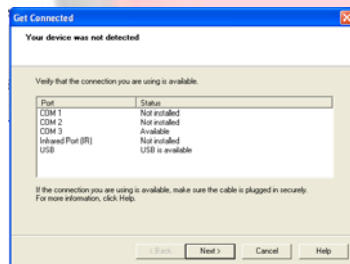 Get Connected
Your device was not detected
Verify that the connection you are using is available.
Port Status
COM 1 Not installed
COM 2 Not installed
COM 3 Available
Infrared Port (IR) Not installed
USB USB is available
If the connection you are using is available, make sure the cable is plugged in securely.
For more information, click Help.
< Back Next > Cancel Help